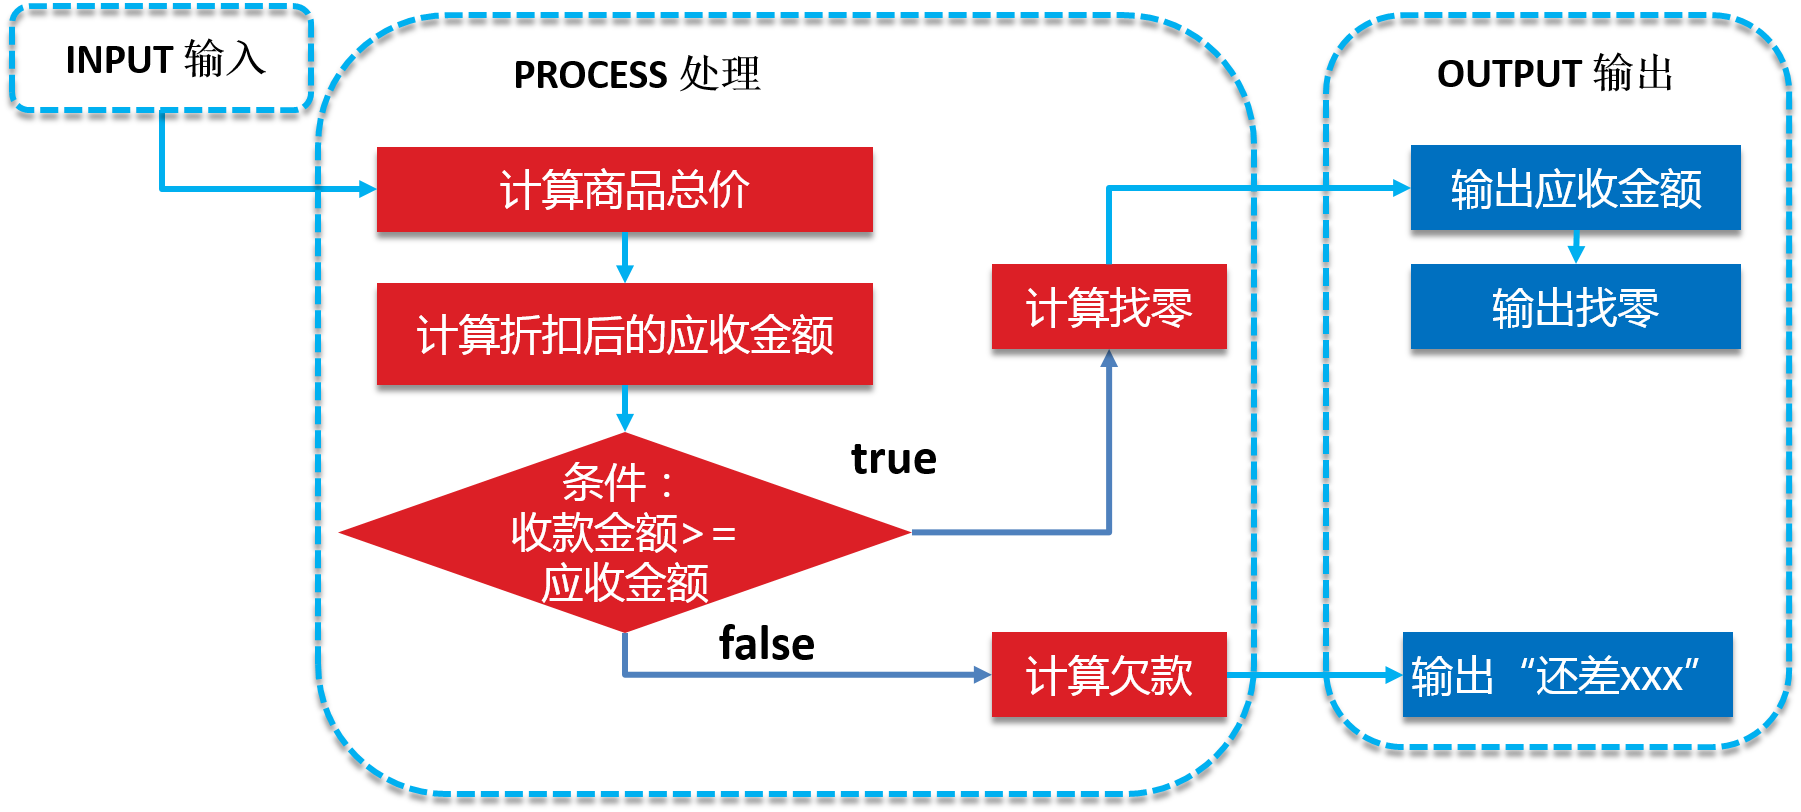 INPUT 输入
PROCESS 处理
计算商品总价
计算折扣后的应收金额
条件：
收款金额>=
应收金额
true
false
计算找零
计算欠款
OUTPUT 输出
输出应收金额
输出找零
输出“还差xxx”